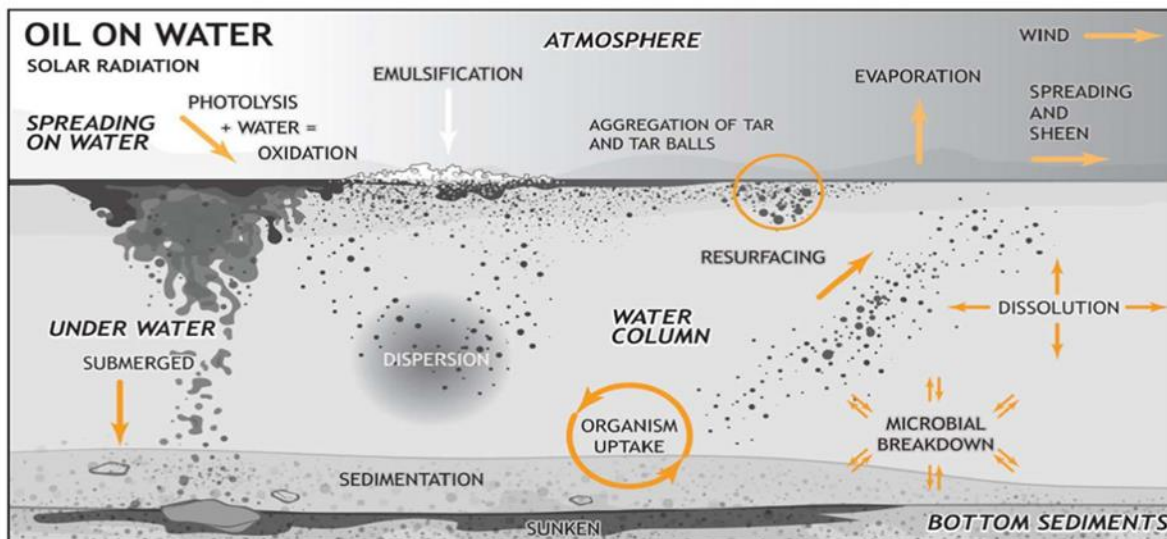 OIL ON WATER
SOLAR RADIATION
ATMOSPHERE
WIND
EMULSIFICATION
EVAPORATION
PHOTOLYSIS
+ WATER =
OXIDATION
SPREADING
ON WATER
AGGREGATION OF TAR
AND TAR BALLS
SPREADING
AND
SHEEN
RESURFACING
UNDER WATER
SUBMERGED
DISPERSION
WATER
COLUMN
DISSOLUTION
ORGANISM
UPTAKE
MICROBIAL
BREAKDOWN
SEDIMENTATION
SUNKEN
BOTTOM SEDIMENTS